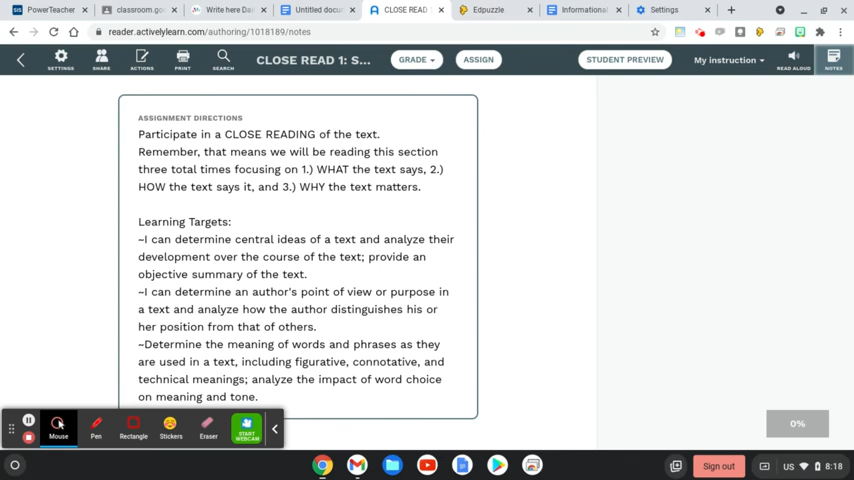 PowerTeacher
classroom.goo
Write here Dai
Untitled docu
CLOSE READ
Edpuzzle
Informational
Settings
reader.activelylearn.com/authoring/1018189/notes
SETTINGS
SHARE
ACTIONS
PRINT
SEARCH
CLOSE READ 1: S...
GRADE
ASSIGN
STUDENT PREVIEW
My instruction
READ ALOUD
NOTES
ASSIGNMENT DIRECTIONS
Participate in a CLOSE READING of the text.
Remember, that means we will be reading this section
three total times focusing on 1.) WHAT the text says, 2.)
HOW the text says it, and 3.) WHY the text matters.
Learning Targets:
~I can determine central ideas of a text and analyze their
development over the course of the text; provide an
objective summary of the text.
~I can determine an author's point of view or purpose in
a text and analyze how the author distinguishes his or
her position from that of others.
~Determine the meaning of words and phrases as they
are used in a text, including figurative, connotative, and
technical meanings; analyze the impact of word choice
on meaning and tone.
Mouse
Pen
Rectangle
Stickers
Eraser
START
WEBCAM
0%
Sign out
US
8:18